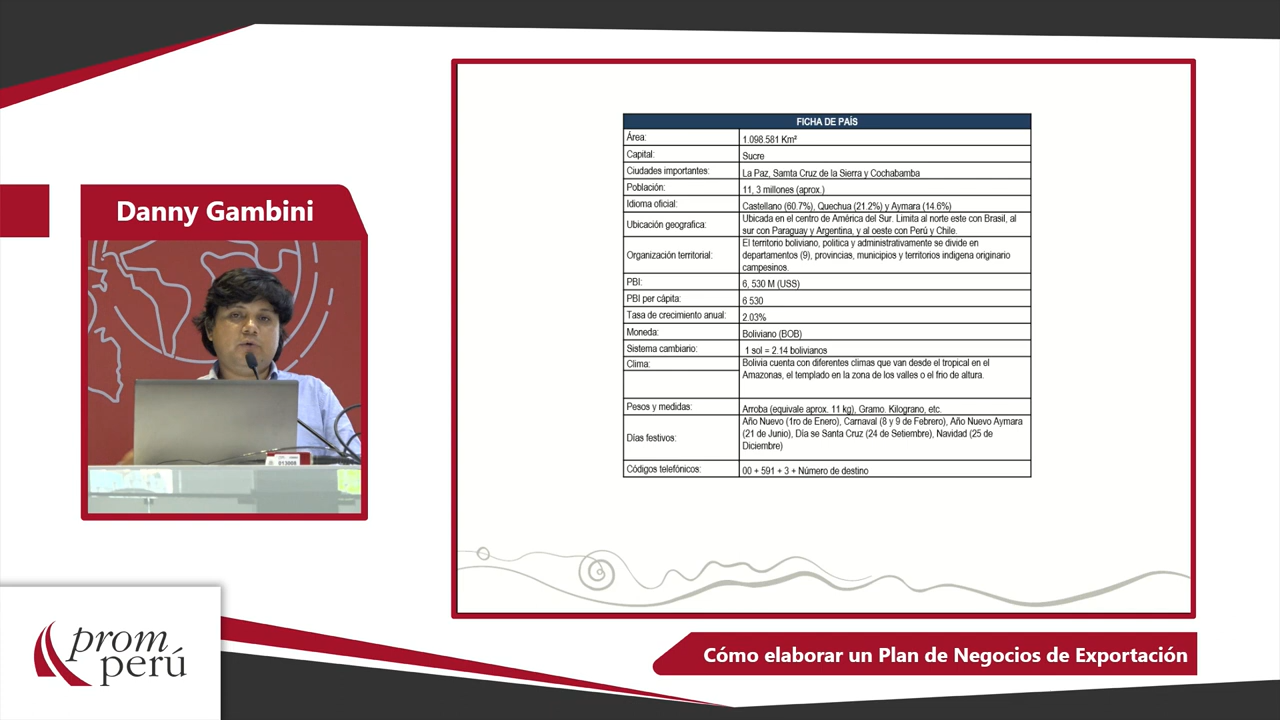 Danny Gambini
FICHA DE PAÍS
Área: 1.098.581 Km²
Capital: Sucre
Ciudades importantes: La Paz, Samta Cruz de la Sierra y Cochabamba
Población: 11, 3 millones (aprox.)
Idioma oficial: Castellano (60.7%), Quechua (21.2%) y Aymara (14.6%)
Ubicación geografica: Ubicada en el centro de América del Sur. Limita al norte este con Brasil, al
sur con Paraguay y Argentina, y al oeste con Perú y Chile.
Organización territorial: El territorio boliviano, politica y administrativamente se divide en
departamentos (9), provincias, municipios y territorios indigena originario
campesinos.
PBI: 6, 530 M (USS)
PBI per cápita: 6 530
Tasa de crecimiento anual: 2.03%
Moneda: Boliviano (BOB)
Sistema cambiario: 1 sol = 2.14 bolivianos
Clima: Bolivia cuenta con diferentes climas que van desde el tropical en el
Amazonas, el templado en la zona de los valles o el frio de altura.
Pesos y medidas: Arroba (equivale aprox. 11 kg), Gramo. Kilograno, etc.
Días festivos: Año Nuevo (1ro de Enero), Carnaval (8 y 9 de Febrero), Año Nuevo Aymara
(21 de Junio), Día se Santa Cruz (24 de Setiembre), Navidad (25 de
Diciembre)
Códigos telefónicos: 00 + 591 + 3 + Número de destino
prom
perú
Cómo elaborar un Plan de Negocios de Exportación